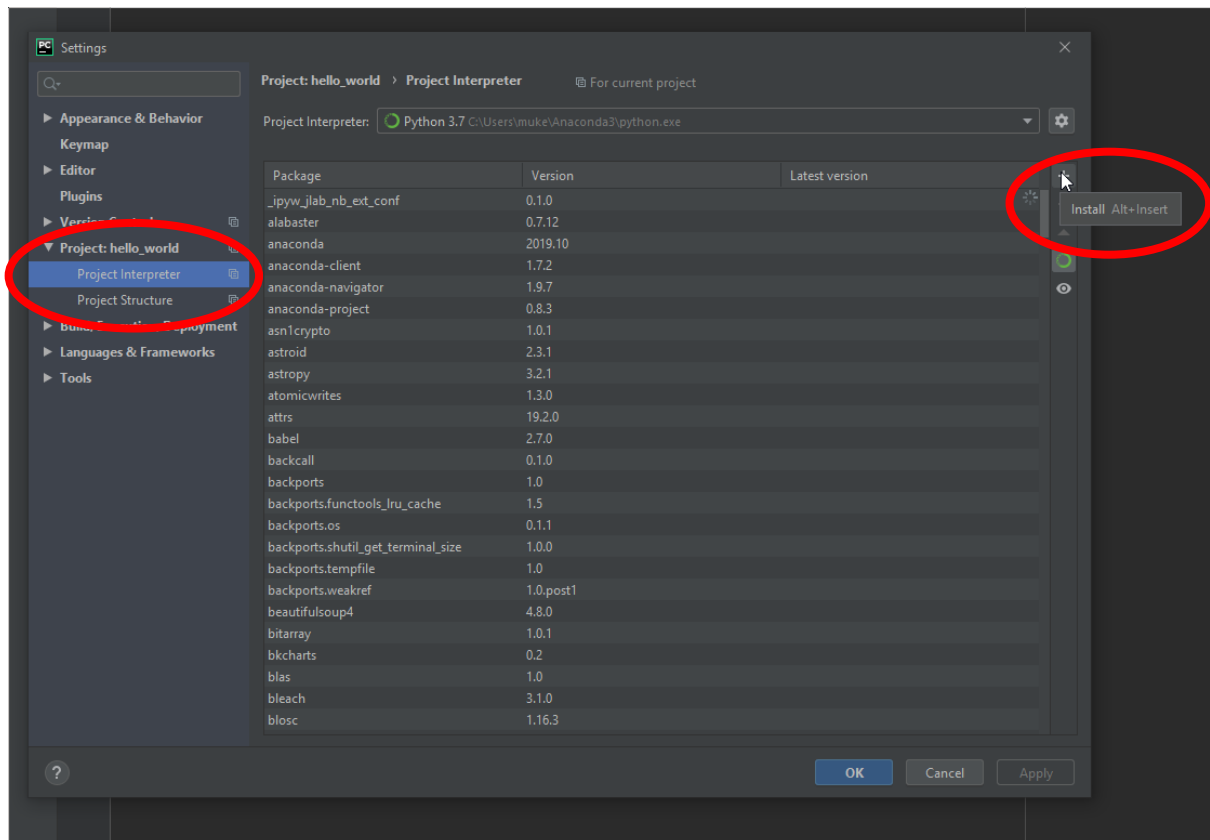 PC Settings
Project: hello_world › Project Interpreter For current project
Appearance & Behavior
Keymap
Editor
Plugins
Version Control
Project: hello_world
Project Interpreter
Project Structure
Build, Execution, Deployment
Languages & Frameworks
Tools
Project Interpreter: Python 3.7 C:\Users\muke\Anaconda3\python.exe
Package Version Latest version
_ipyw_jlab_nb_ext_conf 0.1.0
alabaster 0.7.12
anaconda 2019.10
anaconda-client 1.7.2
anaconda-navigator 1.9.7
anaconda-project 0.8.3
asn1crypto 1.0.1
astroid 2.3.1
astropy 3.2.1
atomicwrites 1.3.0
attrs 19.2.0
babel 2.7.0
backcall 0.1.0
backports 1.0
backports.functools_lru_cache 1.5
backports.os 0.1.1
backports.shutil_get_terminal_size 1.0.0
backports.tempfile 1.0
backports.weakref 1.0.post1
beautifulsoup4 4.8.0
bitarray 1.0.1
bkcharts 0.2
blas 1.0
bleach 3.1.0
blosc 1.16.3
Install Alt+Insert
? OK Cancel Apply